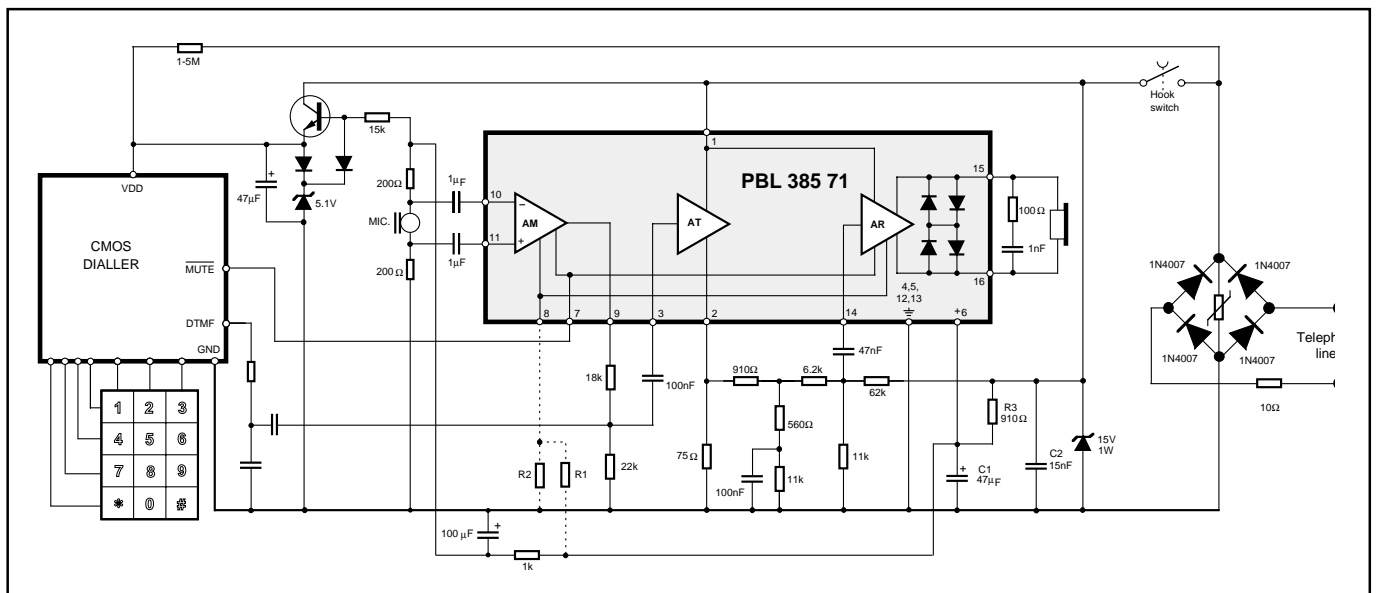 1-5M
Hook
switch
15k
1
15
PBL 385 71
VDD
+
47µF
5.1V
200Ω
1µF
10
−
MIC.
AM
AT
AR
100Ω
CMOS
DIALLER
11
+
1µF
200 Ω
1nF
16
1N4007
1N4007
MUTE
4,5,
12,13
8
7
9
3
2
14
+6
DTMF
GND
47nF
1N4007
1N4007
Teleph
line
18k
100nF
910Ω
6.2k
62k
R3
910Ω
10Ω
1
2
3
4
5
6
7
8
9
*
0
#
560Ω
15V
1W
R2
R1
22k
75 Ω
11k
11k
C1
47µF
+
C2
15nF
100nF
100 µF
+
1k